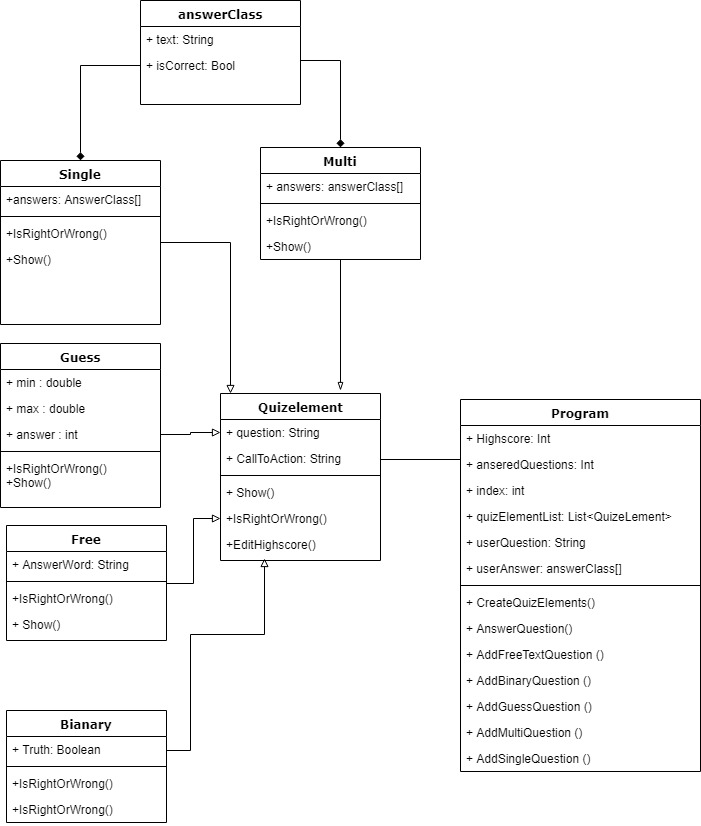 answerClass
+ text: String
+ isCorrect: Bool
Single
+answers: AnswerClass[]
+IsRightOrWrong()
+Show()
Multi
+ answers: answerClass[]
+IsRightOrWrong()
+Show()
Guess
+ min : double
+ max : double
+ answer : int
+IsRightOrWrong()
+Show()
Quizelement
+ question: String
+ CallToAction: String
+ Show()
+IsRightOrWrong()
+EditHighscore()
Program
+ Highscore: Int
+ anseredQuestions: Int
+ index: int
+ quizElementList: List<QuizeLement>
+ userQuestion: String
+ userAnswer: answerClass[]
+ CreateQuizElements()
+ AnswerQuestion()
+ AddFreeTextQuestion ()
+ AddBinaryQuestion ()
+ AddGuessQuestion ()
+ AddMultiQuestion ()
+ AddSingleQuestion ()
Free
+ AnswerWord: String
+IsRightOrWrong()
+ Show()
Bianary
+ Truth: Boolean
+IsRightOrWrong()
+IsRightOrWrong()